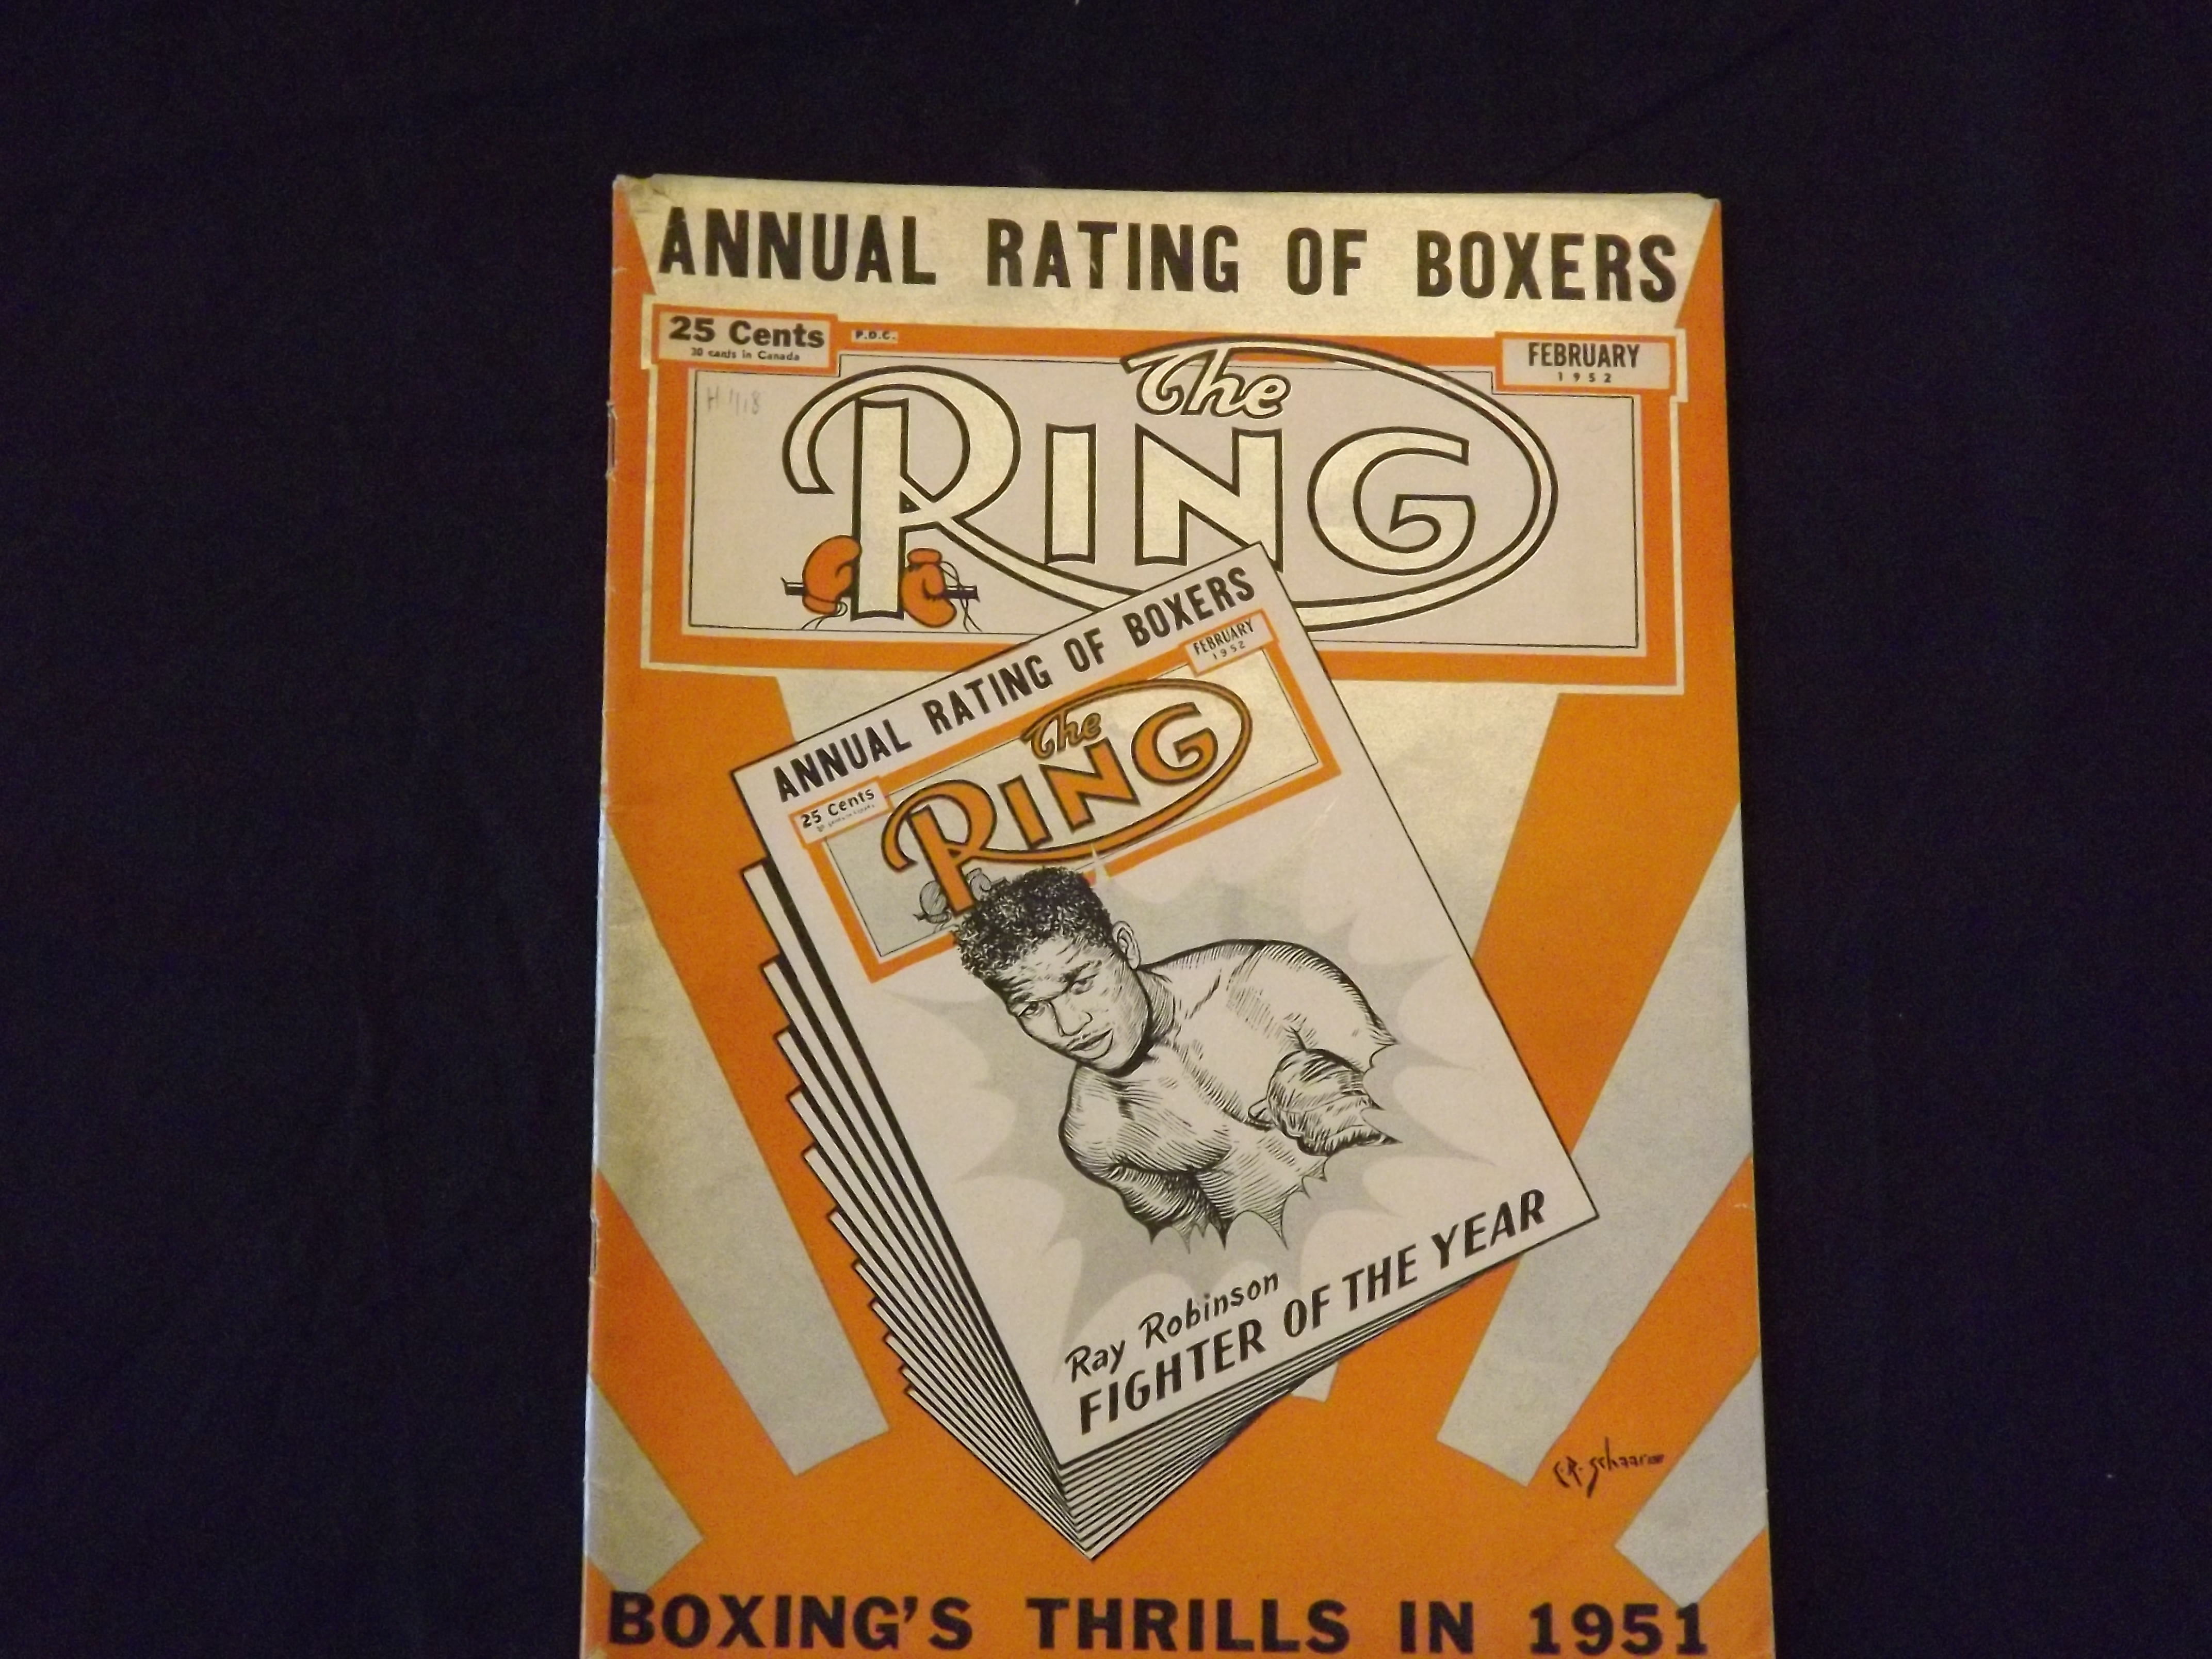 ANNUAL RATING OF BOXERS
25 Cents
30 cents in Canada
P.D.C.
FEBRUARY
1952
H 418
The
RING
ANNUAL RATING OF BOXERS
FEBRUARY
1952
25 Cents
The
RING
Ray Robinson
FIGHTER OF THE YEAR
BOXING'S THRILLS IN 1951